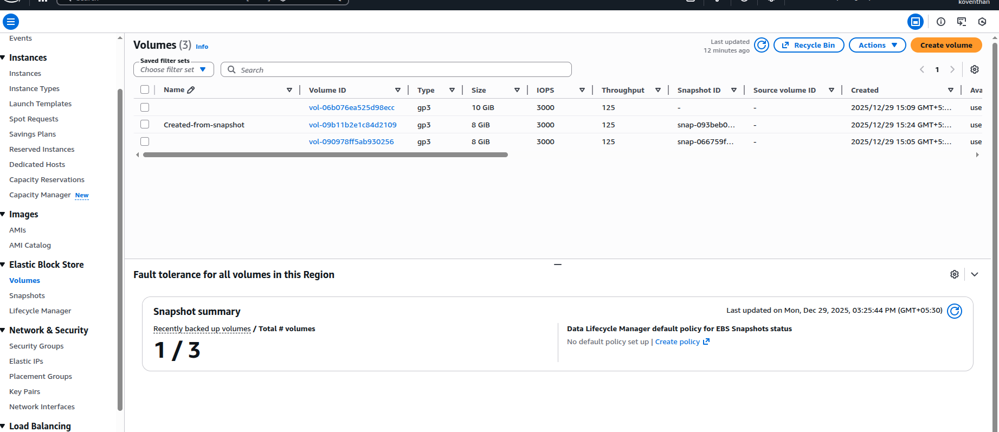 koventhan
Events
Instances
Instances
Instance Types
Launch Templates
Spot Requests
Savings Plans
Reserved Instances
Dedicated Hosts
Capacity Reservations
Capacity Manager New
Images
AMIs
AMI Catalog
Elastic Block Store
Volumes
Snapshots
Lifecycle Manager
Network & Security
Security Groups
Elastic IPs
Placement Groups
Key Pairs
Network Interfaces
Load Balancing
Volumes (3) Info
Last updated
12 minutes ago
Recycle Bin
Actions
Create volume
Saved filter sets
Choose filter set
Search
1
Name Volume ID Type Size IOPS Throughput Snapshot ID Source volume ID Created Ava
vol-06b076ea525d98ecc gp3 10 GiB 3000 125 - - 2025/12/29 15:09 GMT+5:... use
Created-from-snapshot vol-09b11b2e1c84d2109 gp3 8 GiB 3000 125 snap-093beb0... - 2025/12/29 15:24 GMT+5:... use
vol-090978ff5ab930256 gp3 8 GiB 3000 125 snap-066759f... - 2025/12/29 15:05 GMT+5:... use
Fault tolerance for all volumes in this Region
Snapshot summary
Last updated on Mon, Dec 29, 2025, 03:25:44 PM (GMT+05:30)
Recently backed up volumes / Total # volumes
1 / 3
Data Lifecycle Manager default policy for EBS Snapshots status
No default policy set up | Create policy